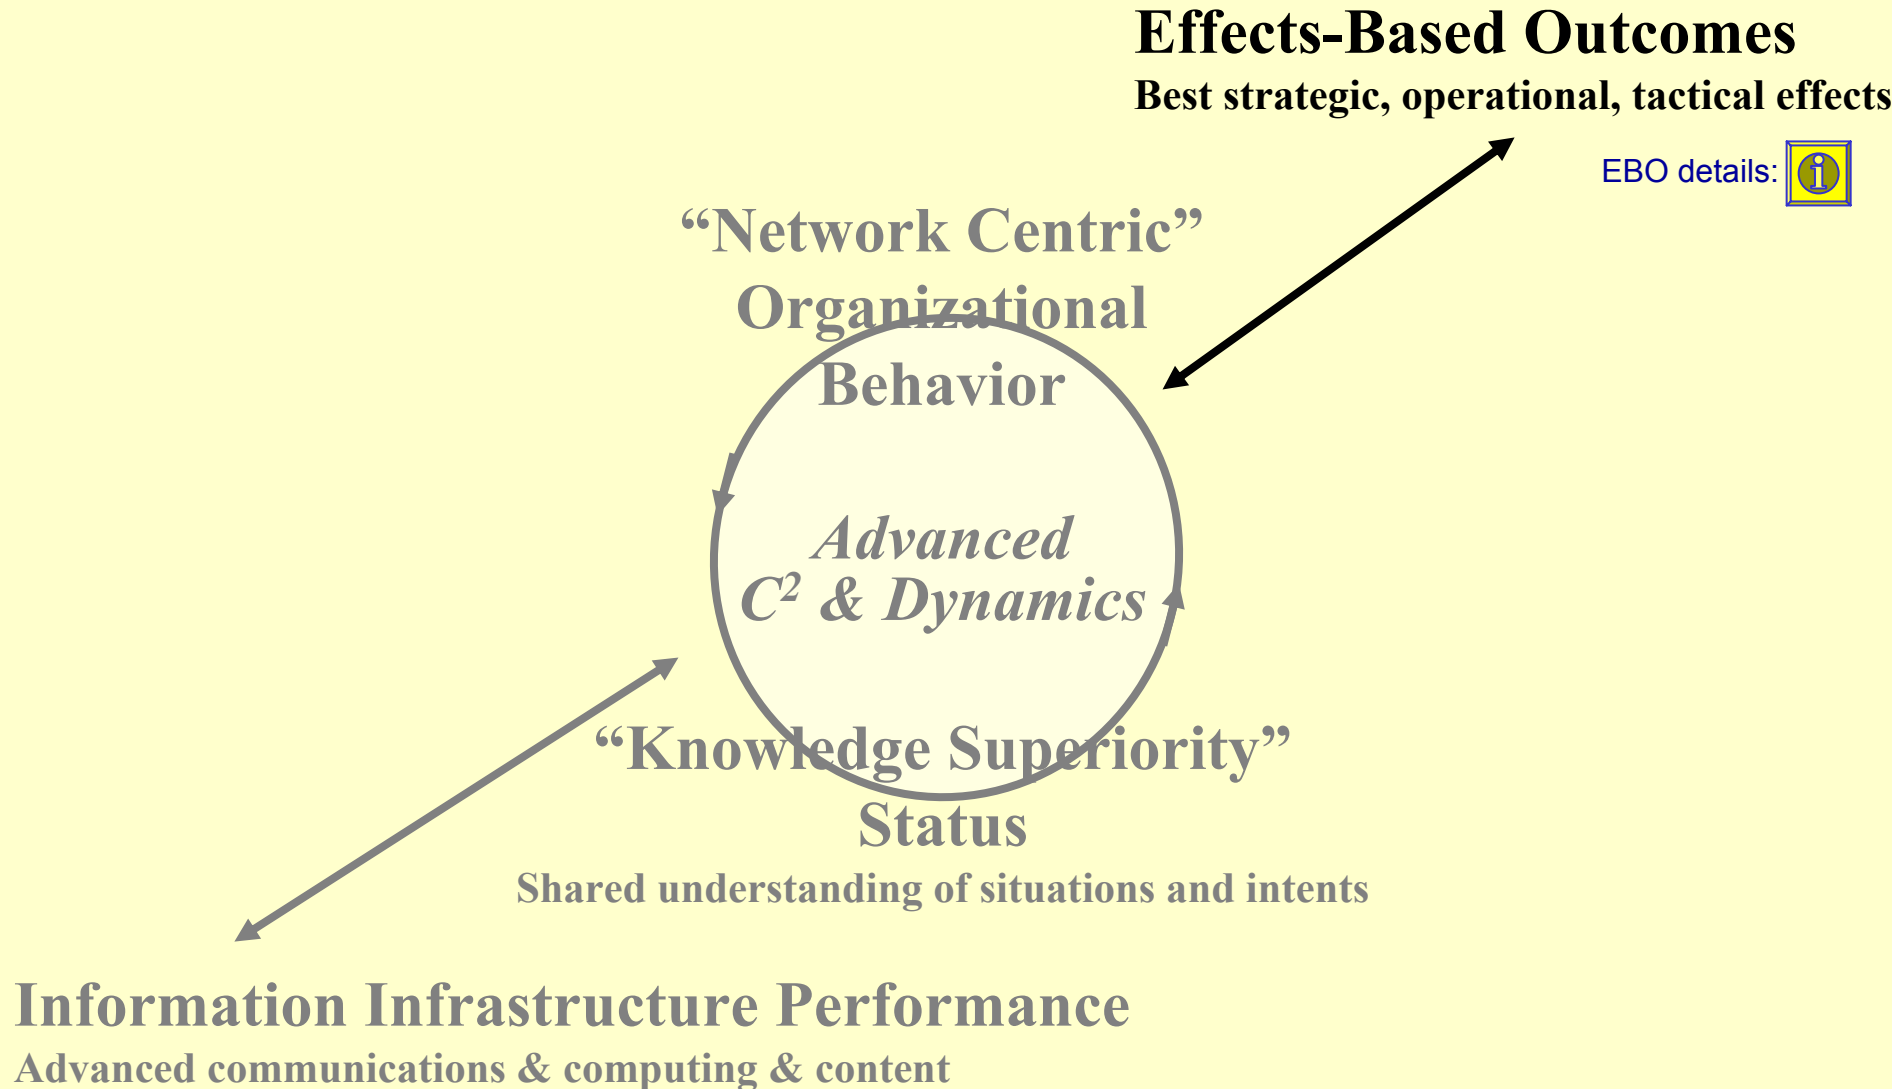 Effects-Based Outcomes
Best strategic, operational, tactical effects
EBO details:
“Network Centric”
Organizational
Behavior
Advanced
C² & Dynamics
“Knowledge Superiority”
Status
Shared understanding of situations and intents
Information Infrastructure Performance
Advanced communications & computing & content